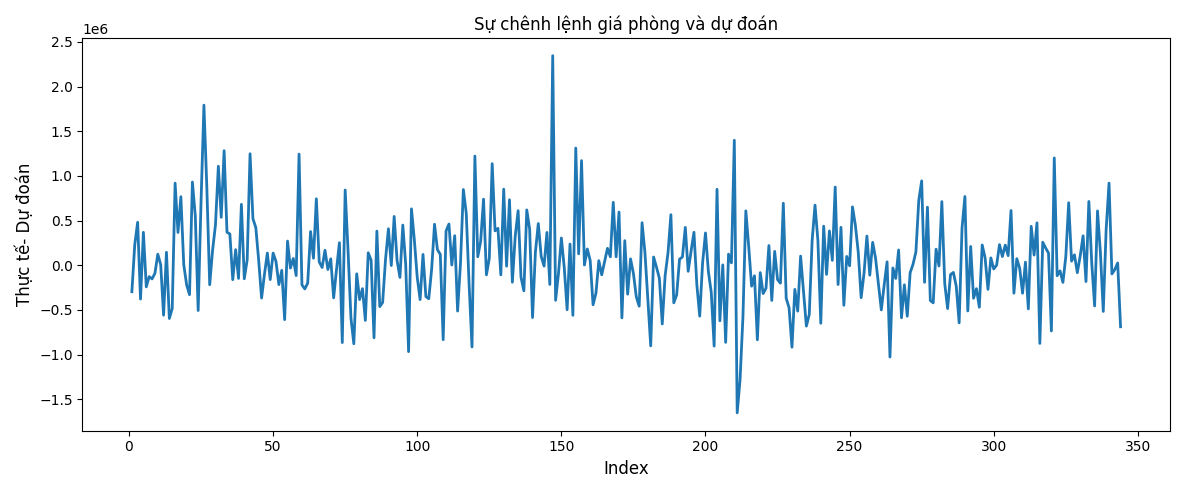 Sự chênh lệnh giá phòng và dự đoán
1e6
2.5
2.0
1.5
1.0
0.5
0.0
−0.5
−1.0
−1.5
Thực tế- Dự đoán
0 50 100 150 200 250 300 350
Index